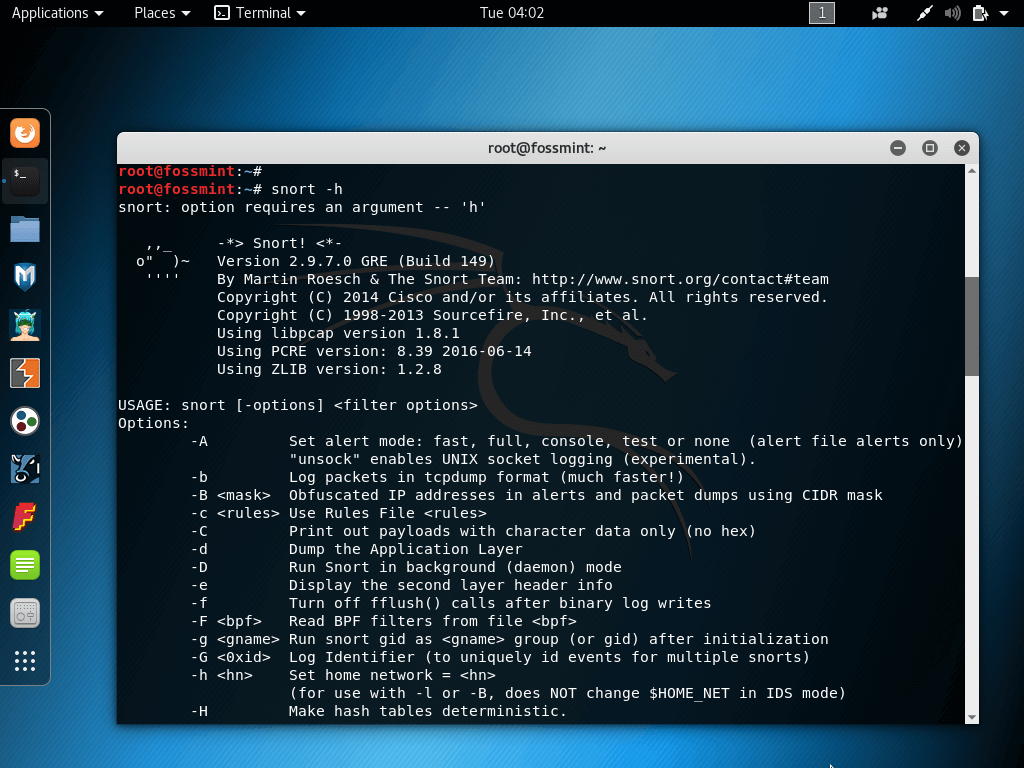 Applications Places Terminal Tue 04:02 1
root@fossmint: ~
root@fossmint:~#
root@fossmint:~# snort -h
snort: option requires an argument -- 'h'
,,_ -*> Snort! <*-
o" )~ Version 2.9.7.0 GRE (Build 149)
'''' By Martin Roesch & The Snort Team: http://www.snort.org/contact#team
Copyright (C) 2014 Cisco and/or its affiliates. All rights reserved.
Copyright (C) 1998-2013 Sourcefire, Inc., et al.
Using libpcap version 1.8.1
Using PCRE version: 8.39 2016-06-14
Using ZLIB version: 1.2.8
USAGE: snort [-options] <filter options>
Options:
-A Set alert mode: fast, full, console, test or none (alert file alerts only)
"unsock" enables UNIX socket logging (experimental).
-b Log packets in tcpdump format (much faster!)
-B <mask> Obfuscated IP addresses in alerts and packet dumps using CIDR mask
-c <rules> Use Rules File <rules>
-C Print out payloads with character data only (no hex)
-d Dump the Application Layer
-D Run Snort in background (daemon) mode
-e Display the second layer header info
-f Turn off fflush() calls after binary log writes
-F <bpf> Read BPF filters from file <bpf>
-g <gname> Run snort gid as <gname> group (or gid) after initialization
-G <0xid> Log Identifier (to uniquely id events for multiple snorts)
-h <hn> Set home network = <hn>
(for use with -l or -B, does NOT change $HOME_NET in IDS mode)
-H Make hash tables deterministic.